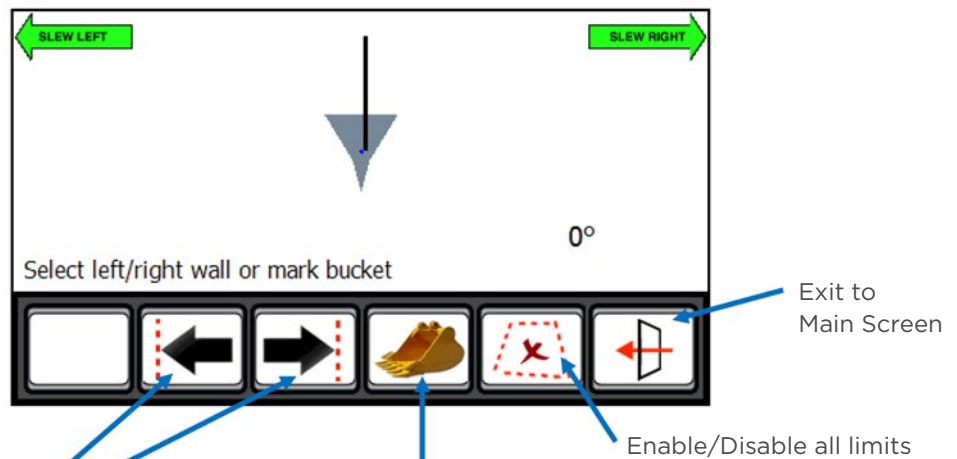 SLEW LEFT
SLEW RIGHT
0°
Select left/right wall or mark bucket
Exit to
Main Screen
Enable/Disable all limits